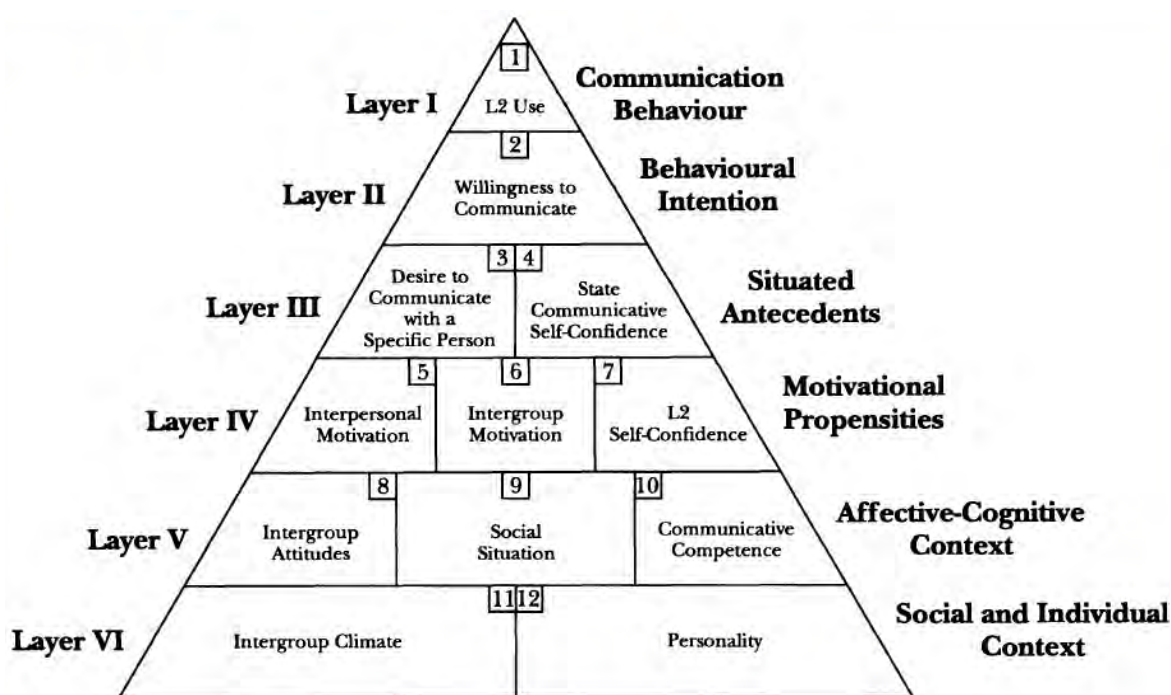 1
Layer I
L2 Use
Communication
Behaviour
2
Layer II
Willingness to
Communicate
Behavioural
Intention
3 4
Layer III
Desire to
Communicate
with a
Specific Person
State
Communicative
Self-Confidence
Situated
Antecedents
5 6 7
Layer IV
Interpersonal
Motivation
Intergroup
Motivation
L2
Self-Confidence
Motivational
Propensities
8 9 10
Layer V
Intergroup
Attitudes
Social
Situation
Communicative
Competence
Affective-Cognitive
Context
11 12
Layer VI
Intergroup Climate
Personality
Social and Individual
Context